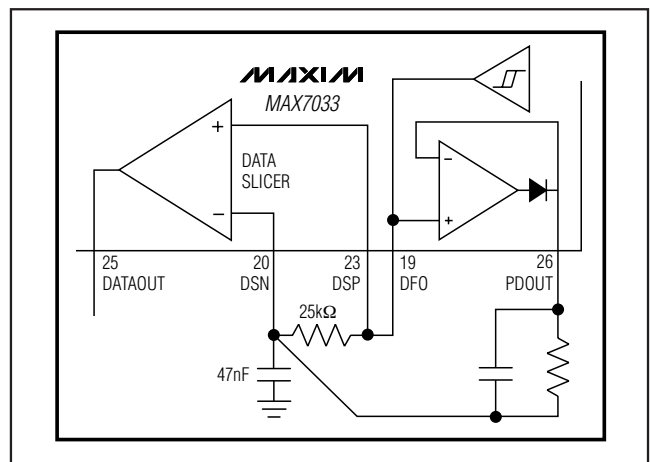 MAXIM
MAX7033
+
DATA
SLICER
−
−
+
25
DATAOUT
20
DSN
23
DSP
19
DFO
26
PDOUT
25kΩ
47nF